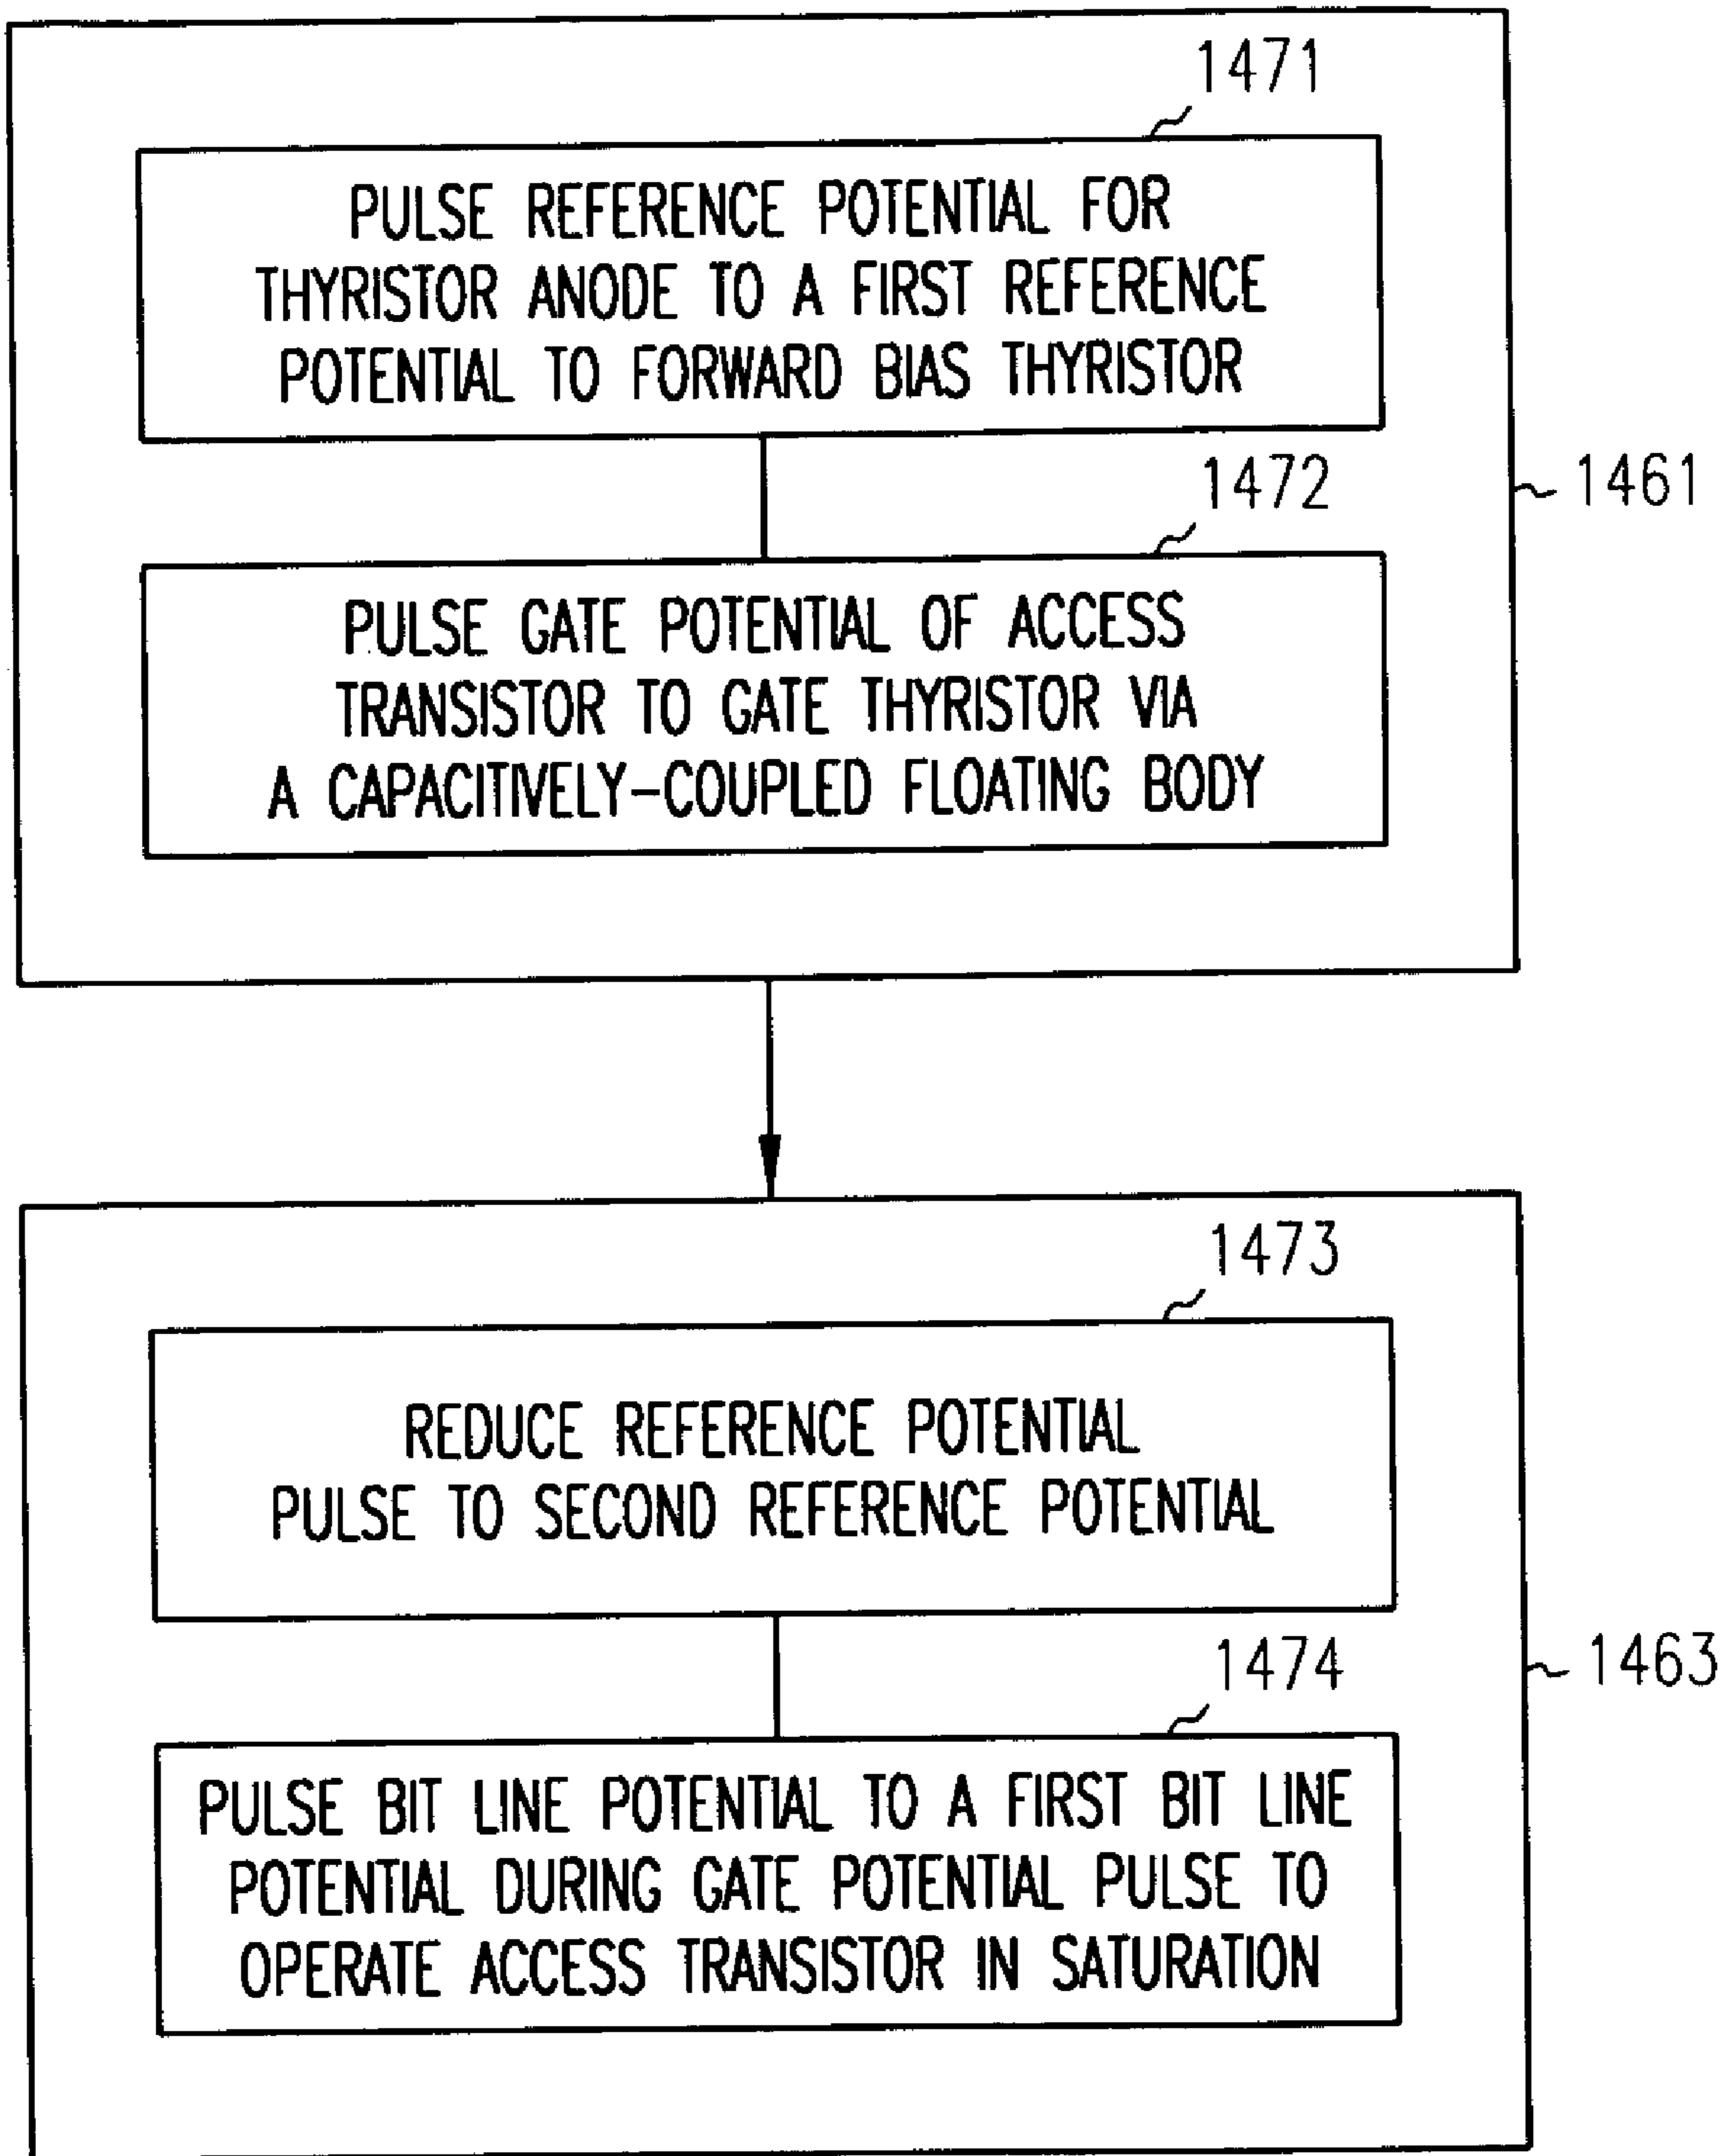 1471
PULSE REFERENCE POTENTIAL FOR
THYRISTOR ANODE TO A FIRST REFERENCE
POTENTIAL TO FORWARD BIAS THYRISTOR
1472
1461
PULSE GATE POTENTIAL OF ACCESS
TRANSISTOR TO GATE THYRISTOR VIA
A CAPACITIVELY-COUPLED FLOATING BODY
1473
REDUCE REFERENCE POTENTIAL
PULSE TO SECOND REFERENCE POTENTIAL
1474
1463
PULSE BIT LINE POTENTIAL TO A FIRST BIT LINE
POTENTIAL DURING GATE POTENTIAL PULSE TO
OPERATE ACCESS TRANSISTOR IN SATURATION